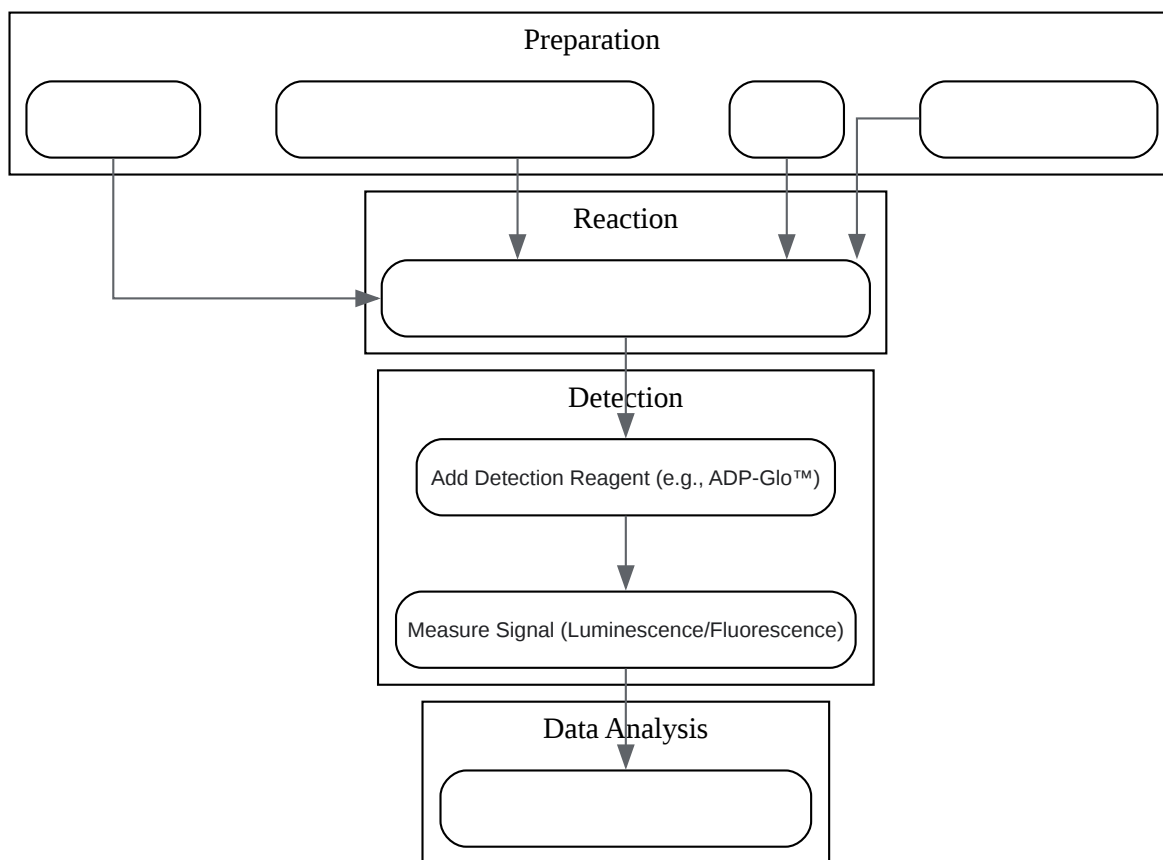 Preparation
Reaction
Detection
Add Detection Reagent (e.g., ADP-Glo™)
Measure Signal (Luminescence/Fluorescence)
Data Analysis